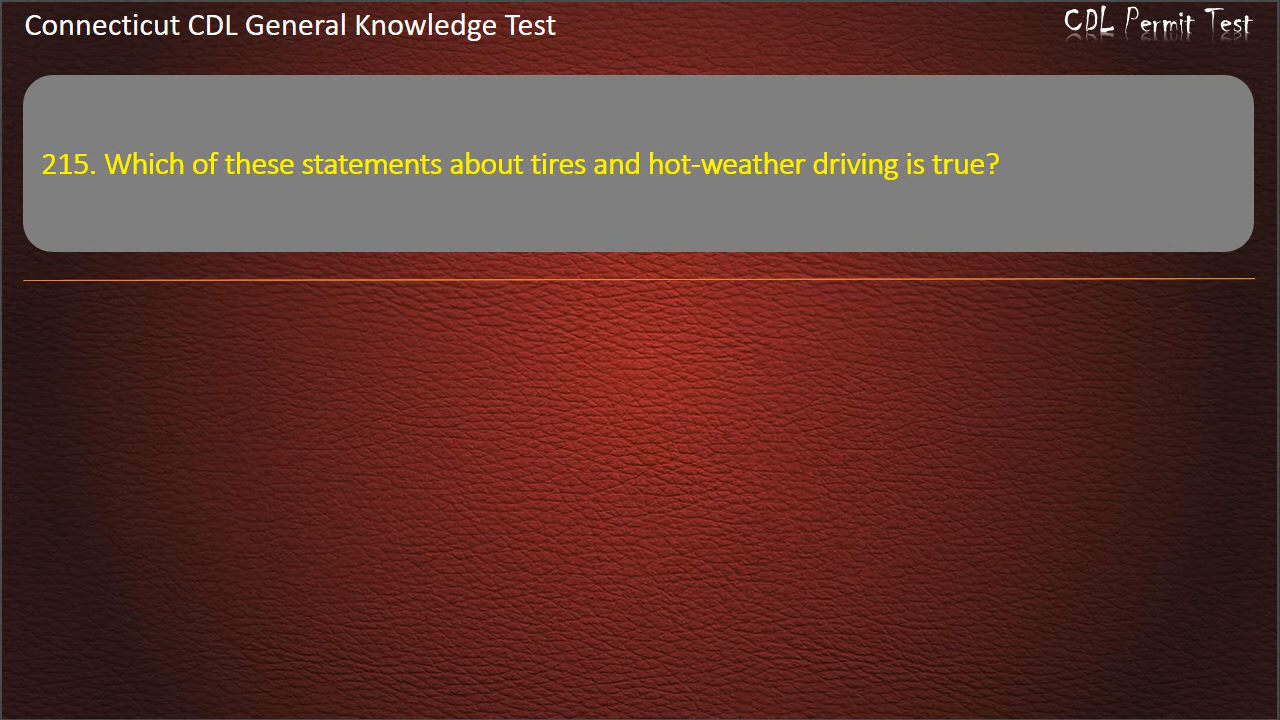 Connecticut CDL General Knowledge Test
CDL Permit Test
215. Which of these statements about tires and hot-weather driving is true?